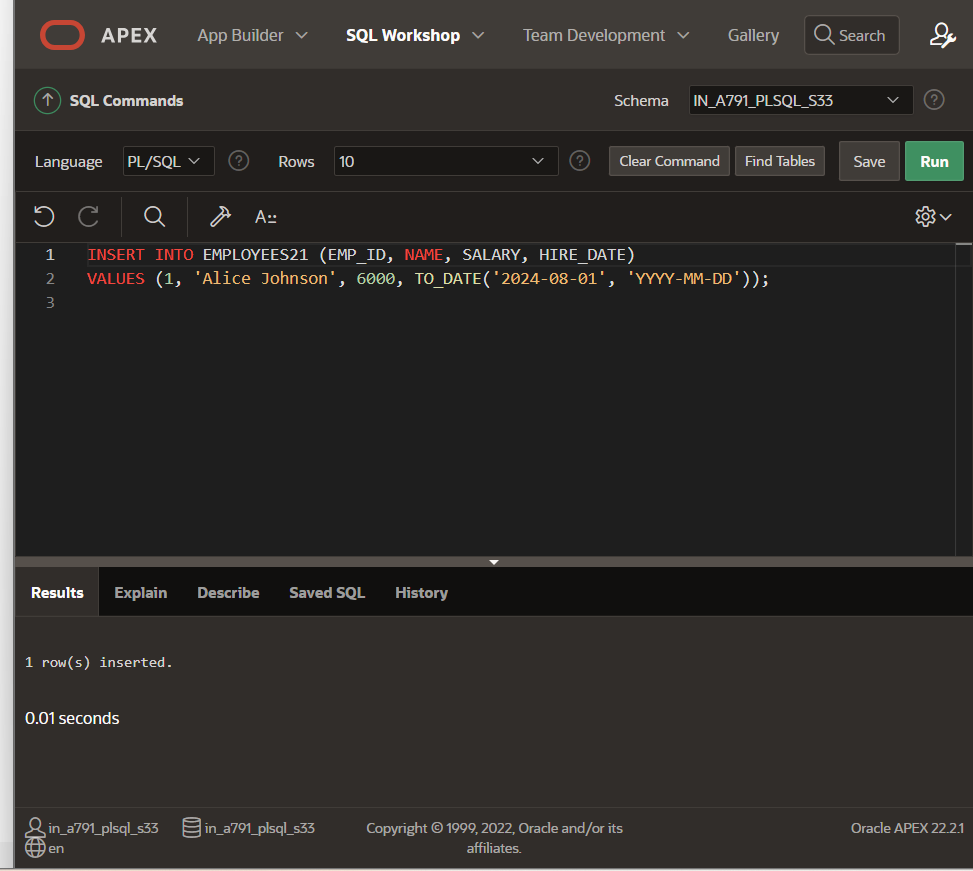 APEX App Builder SQL Workshop Team Development Gallery Search
SQL Commands Schema IN_A791_PLSQL_S33 ?
Language PL/SQL ? Rows 10 ? Clear Command Find Tables Save Run
A::
1 INSERT INTO EMPLOYEES21 (EMP_ID, NAME, SALARY, HIRE_DATE)
2 VALUES (1, 'Alice Johnson', 6000, TO_DATE('2024-08-01', 'YYYY-MM-DD'));
3
Results Explain Describe Saved SQL History
1 row(s) inserted.
0.01 seconds
in_a791_plsql_s33 in_a791_plsql_s33 Copyright © 1999, 2022, Oracle and/or its Oracle APEX 22.2.1
en affiliates.